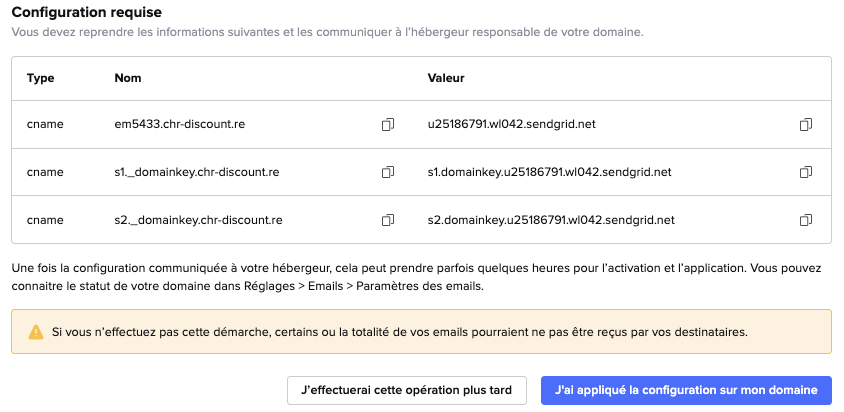 Configuration requise
Vous devez reprendre les informations suivantes et les communiquer à l'hébergeur responsable de votre domaine.
Type Nom Valeur
cname em5433.chr-discount.re u25186791.wl042.sendgrid.net
cname s1._domainkey.chr-discount.re s1.domainkey.u25186791.wl042.sendgrid.net
cname s2._domainkey.chr-discount.re s2.domainkey.u25186791.wl042.sendgrid.net
Une fois la configuration communiquée à votre hébergeur, cela peut prendre parfois quelques heures pour l'activation et l'application. Vous pouvez
connaitre le statut de votre domaine dans Réglages > Emails > Paramètres des emails.
Si vous n'effectuez pas cette démarche, certains ou la totalité de vos emails pourraient ne pas être reçus par vos destinataires.
J'effectuerai cette opération plus tard J'ai appliqué la configuration sur mon domaine